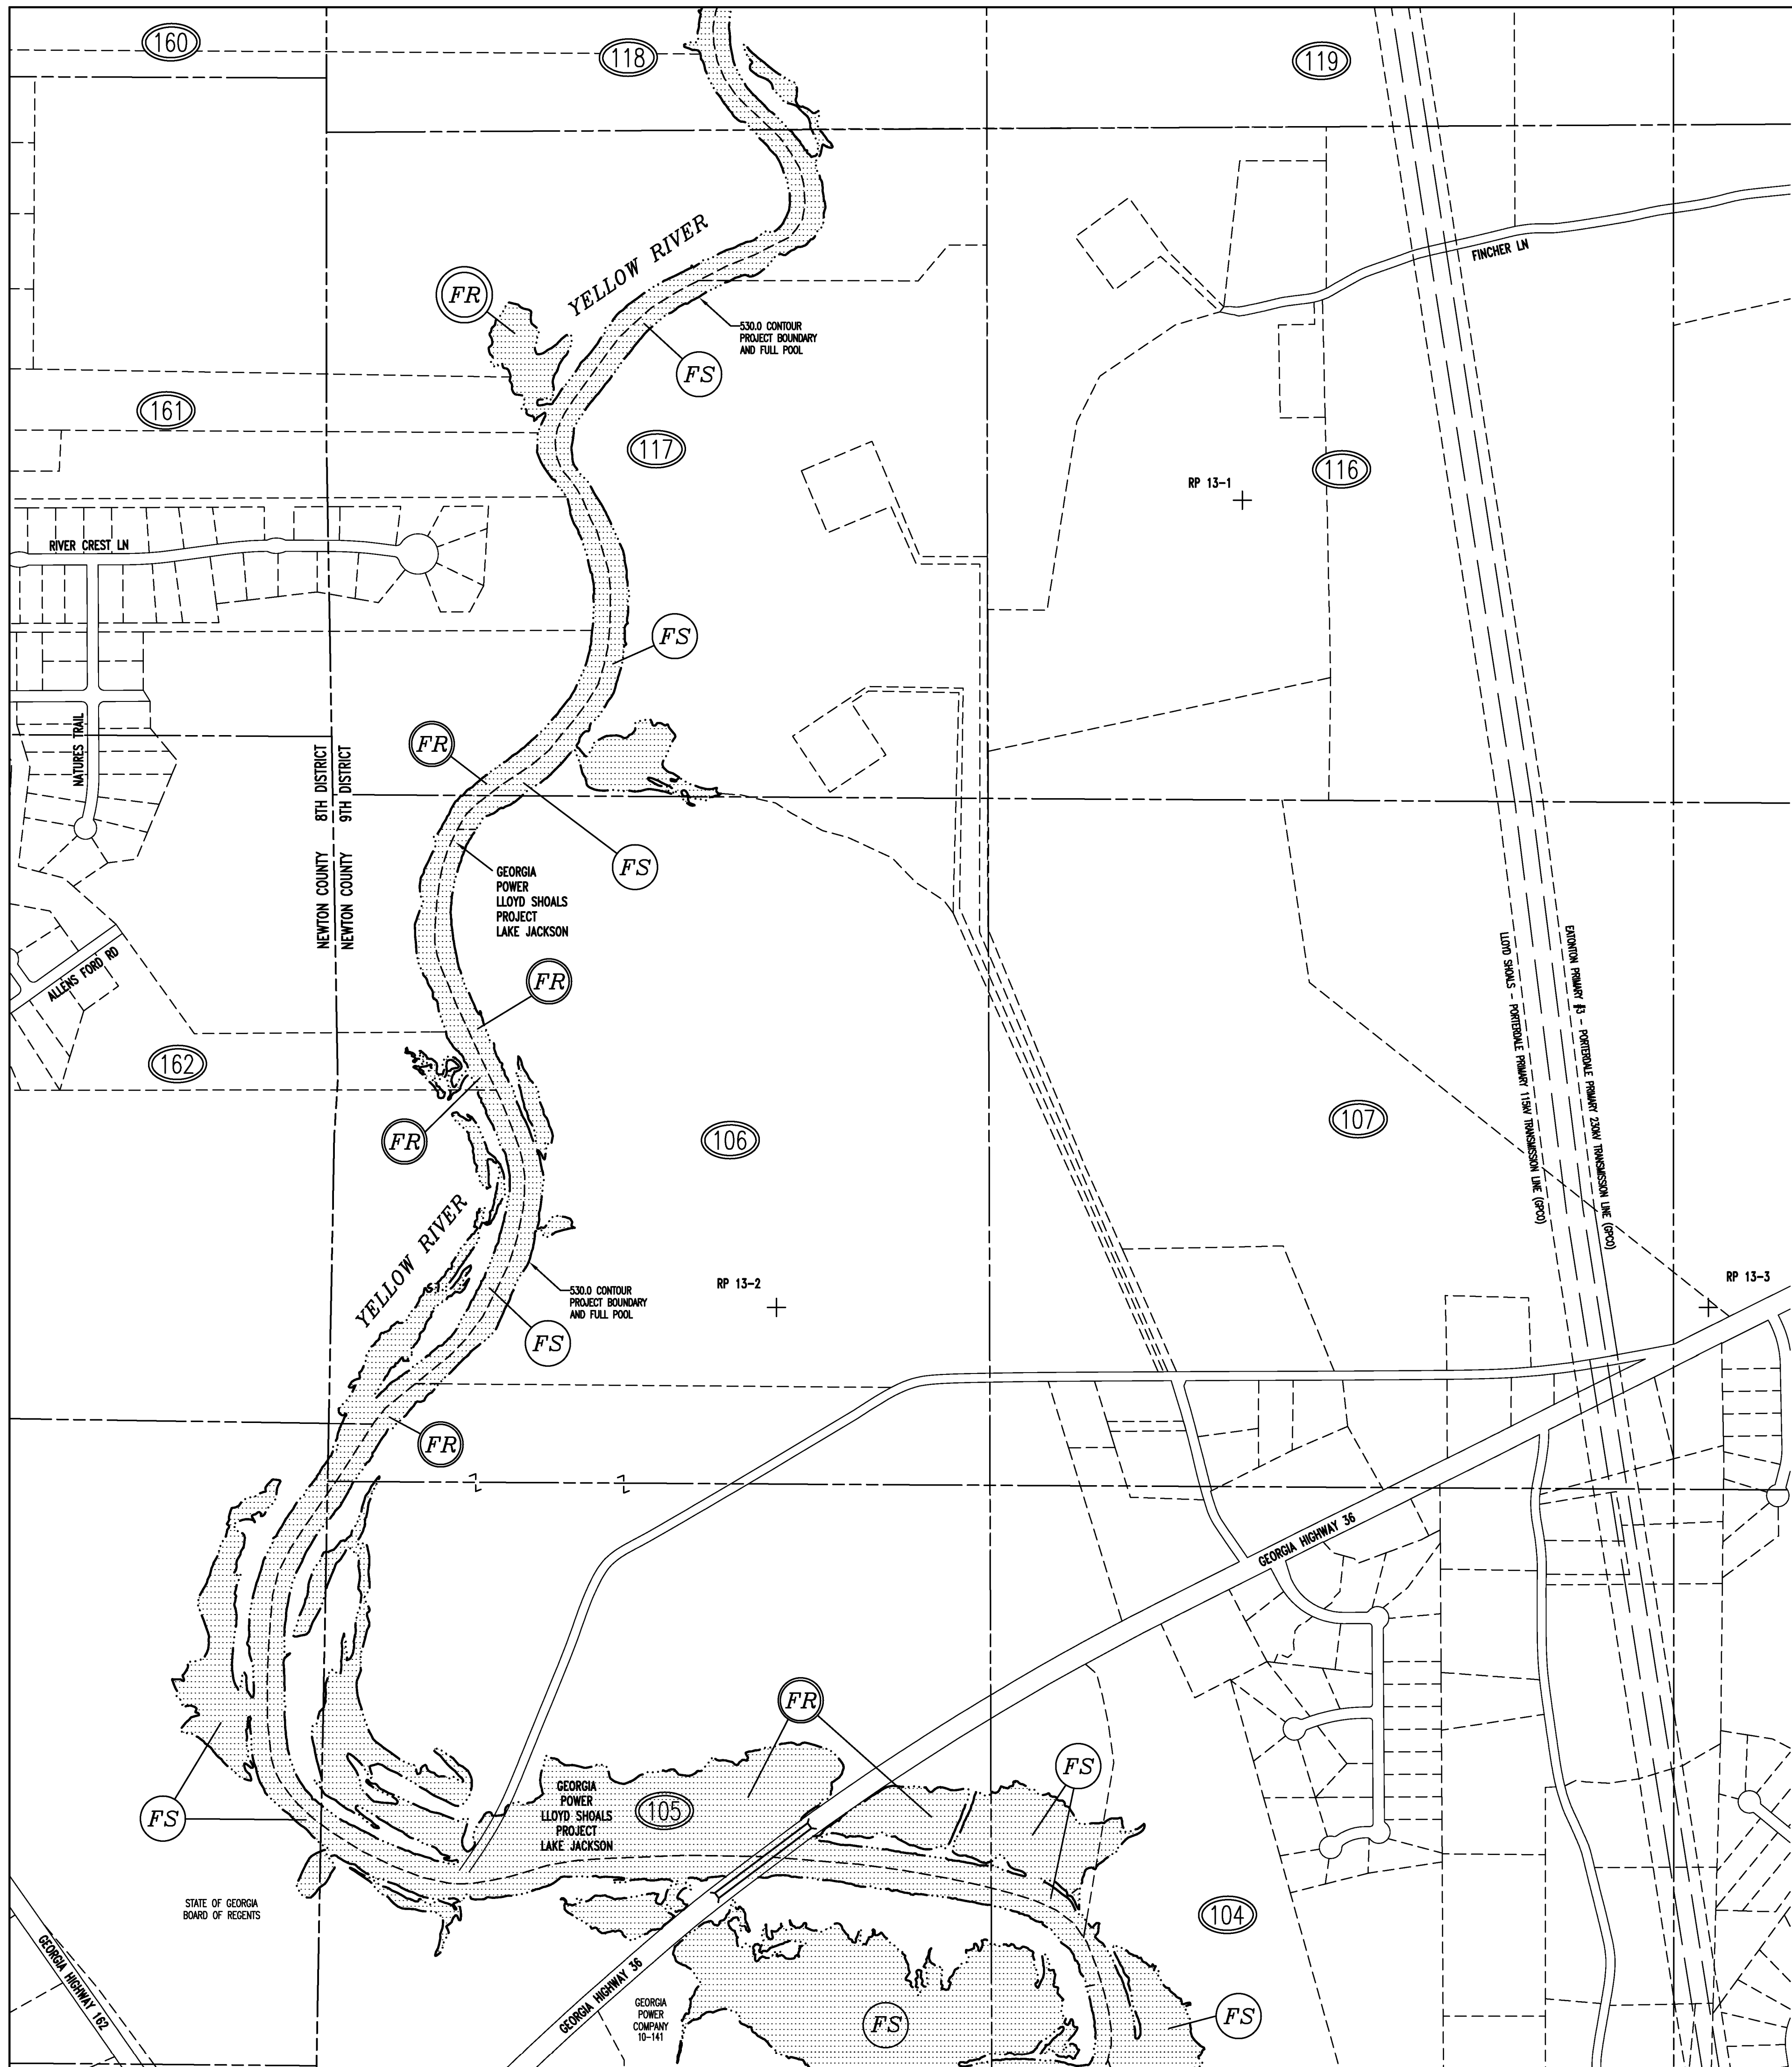 160
118
119
YELLOW RIVER
FINCHER LN
FR
530.0 CONTOUR
PROJECT BOUNDARY
AND FULL POOL
FS
161
117
116
RP 13-1
RIVER CREST LN
FS
NATURES TRAIL
FR
8TH DISTRICT
9TH DISTRICT
NEWTON COUNTY
NEWTON COUNTY
FS
GEORGIA
POWER
LLOYD SHOALS
PROJECT
LAKE JACKSON
ALLENS FORD RD
FR
LLOYD SHOALS - PORTERDALE PRIMARY 115KV TRANSMISSION LINE (GPCO)
EATONTON PRIMARY #3 - PORTERDALE PRIMARY 230KV TRANSMISSION LINE (GPCO)
162
FR
106
107
YELLOW RIVER
530.0 CONTOUR
PROJECT BOUNDARY
AND FULL POOL
RP 13-2
RP 13-3
FS
FR
GEORGIA HIGHWAY 36
FR
FS
FS
GEORGIA
POWER
LLOYD SHOALS
PROJECT
LAKE JACKSON
105
STATE OF GEORGIA
BOARD OF REGENTS
104
GEORGIA HIGHWAY 162
GEORGIA HIGHWAY 36
GEORGIA
POWER
COMPANY
10-141
FS
FS